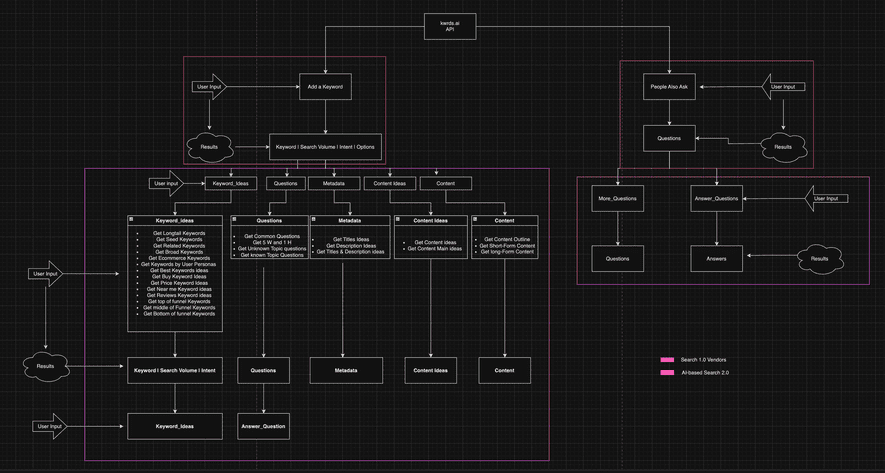 kwrds.ai
API
User Input
Add a Keyword
Results
Keyword | Search Volume | Intent | Options
People Also Ask
User Input
Questions
Results
User input
Keyword_Ideas
Questions
Metadata
Content Ideas
Content
More_Questions
Answer_Questions
User Input
Questions
Answers
Results
Keyword_ideas
Get Longtail Keywords
Get Seed Keywords
Get Related Keywords
Get Broad Keywords
Get Ecommerce Keywords
Get Keywords by User Personas
Get Best Keywords ideas
Get Buy Keyword Ideas
Get Price Keyword Ideas
Get Near me Keyword ideas
Get Reviews Keyword ideas
Get top of funnel Keywords
Get middle of Funnel Keywords
Get Bottom of funnel Keywords
Questions
Get Common Questions
Get 5 W and 1 H
Get Unknown Topic questions
Get known Topic Questions
Metadata
Get Titles Ideas
Get Description Ideas
Get Titles & Description ideas
Content Ideas
Get Content ideas
Get Content Main ideas
Content
Get Content Outline
Get Short-Form Content
Get long-Form Content
User Input
Results
Keyword | Search Volume | Intent
Questions
Metadata
Content Ideas
Content
User Input
Keyword_Ideas
Answer_Question
Search 1.0 Vendors
AI-based Search 2.0